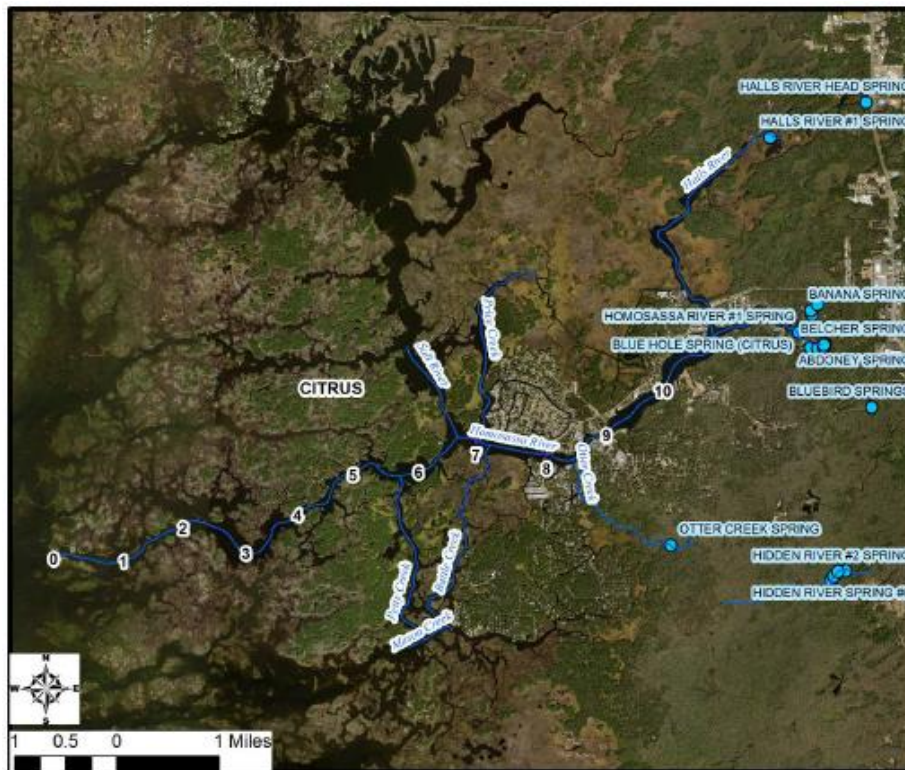 HALLS RIVER HEAD SPRING
HALLS RIVER #1 SPRING
Halls River
BANANA SPRING
HOMOSASSA RIVER #1 SPRING
BELCHER SPRING
BLUE HOLE SPRING (CITRUS)
ABDONEY SPRING
BLUEBIRD SPRINGS
Price Creek
Salt River
CITRUS
10
9
Homosassa River
7
8
Otter Creek
6
5
4
3
2
1
0
OTTER CREEK SPRING
HIDDEN RIVER #2 SPRING
HIDDEN RIVER SPRING #
Petty Creek
Battle Creek
Mason Creek
N
W
E
S
1 0.5 0 1 Miles